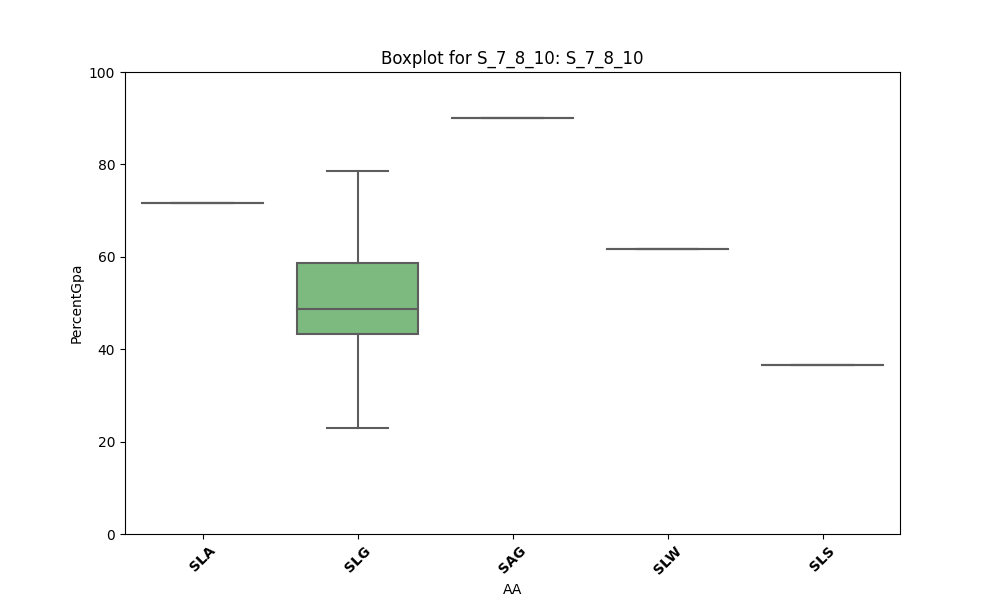 Boxplot for S_7_8_10: S_7_8_10
100
80
60
40
20
0
PercentGpa
SLA
SLG
SAG
SLW
SLS
AA